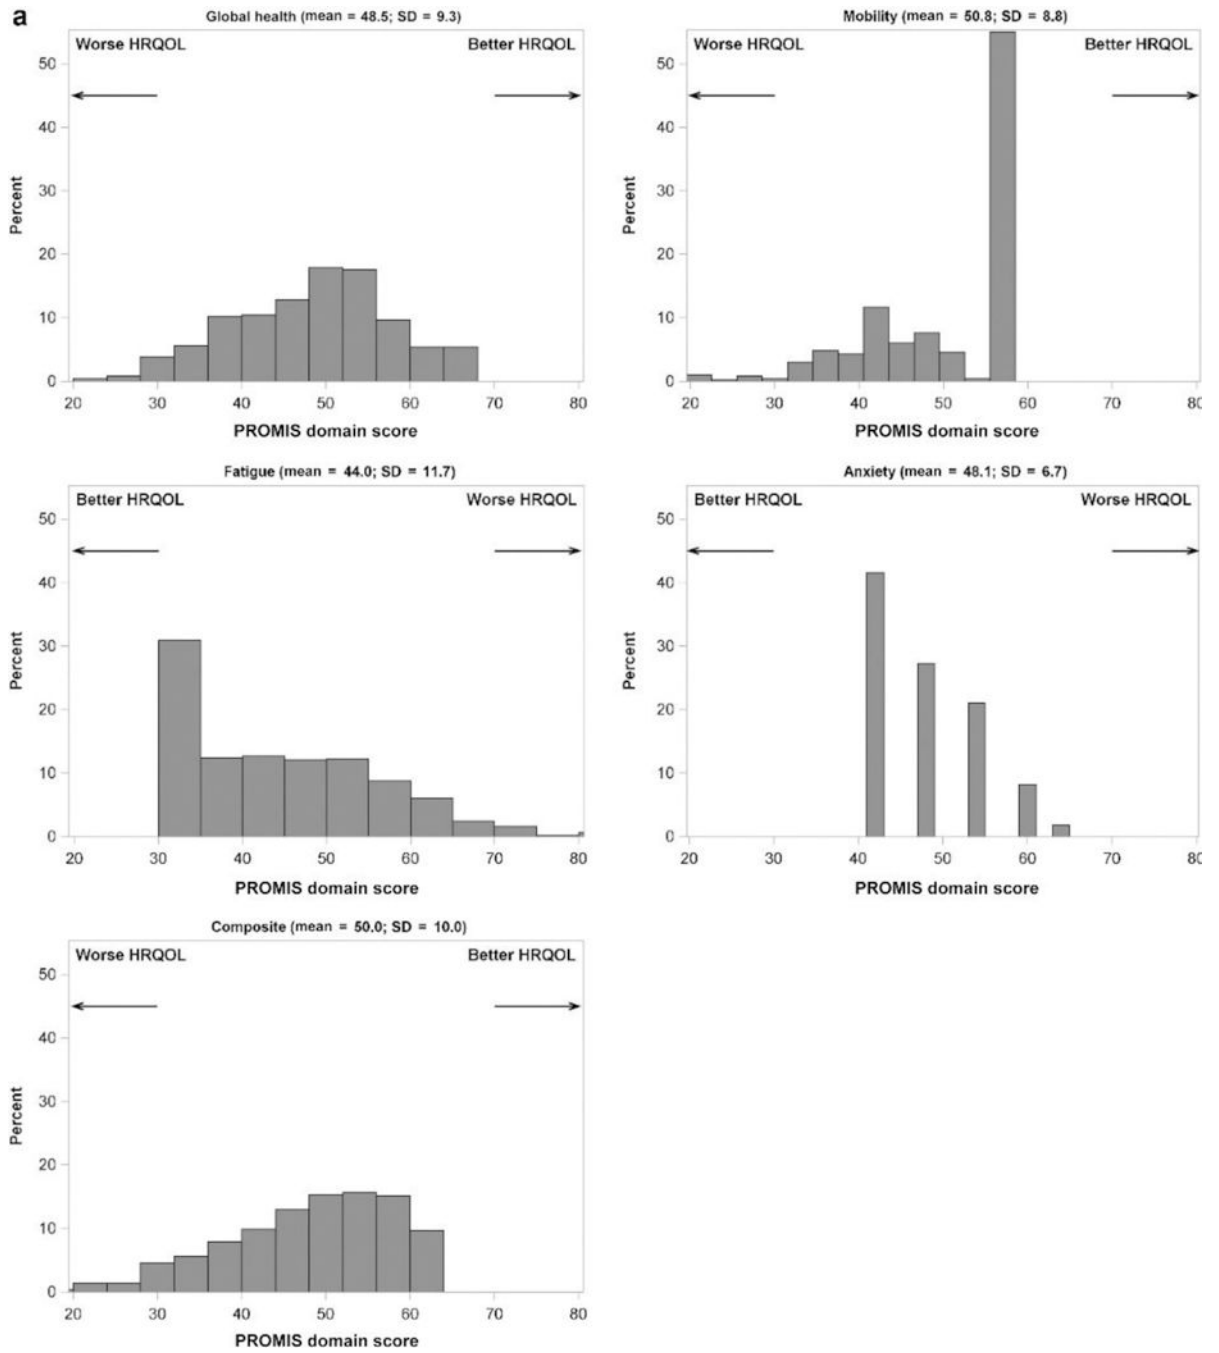 a
Global health (mean = 48.5; SD = 9.3)
Worse HRQOL Better HRQOL
50
40
30
20
10
0
Percent
20 30 40 50 60 70 80
PROMIS domain score
Mobility (mean = 50.8; SD = 8.8)
Worse HRQOL Better HRQOL
50
40
30
20
10
0
Percent
20 30 40 50 60 70 80
PROMIS domain score
Fatigue (mean = 44.0; SD = 11.7)
Better HRQOL Worse HRQOL
50
40
30
20
10
0
Percent
20 30 40 50 60 70 80
PROMIS domain score
Anxiety (mean = 48.1; SD = 6.7)
Better HRQOL Worse HRQOL
50
40
30
20
10
0
Percent
20 30 40 50 60 70 80
PROMIS domain score
Composite (mean = 50.0; SD = 10.0)
Worse HRQOL Better HRQOL
50
40
30
20
10
0
Percent
20 30 40 50 60 70 80
PROMIS domain score